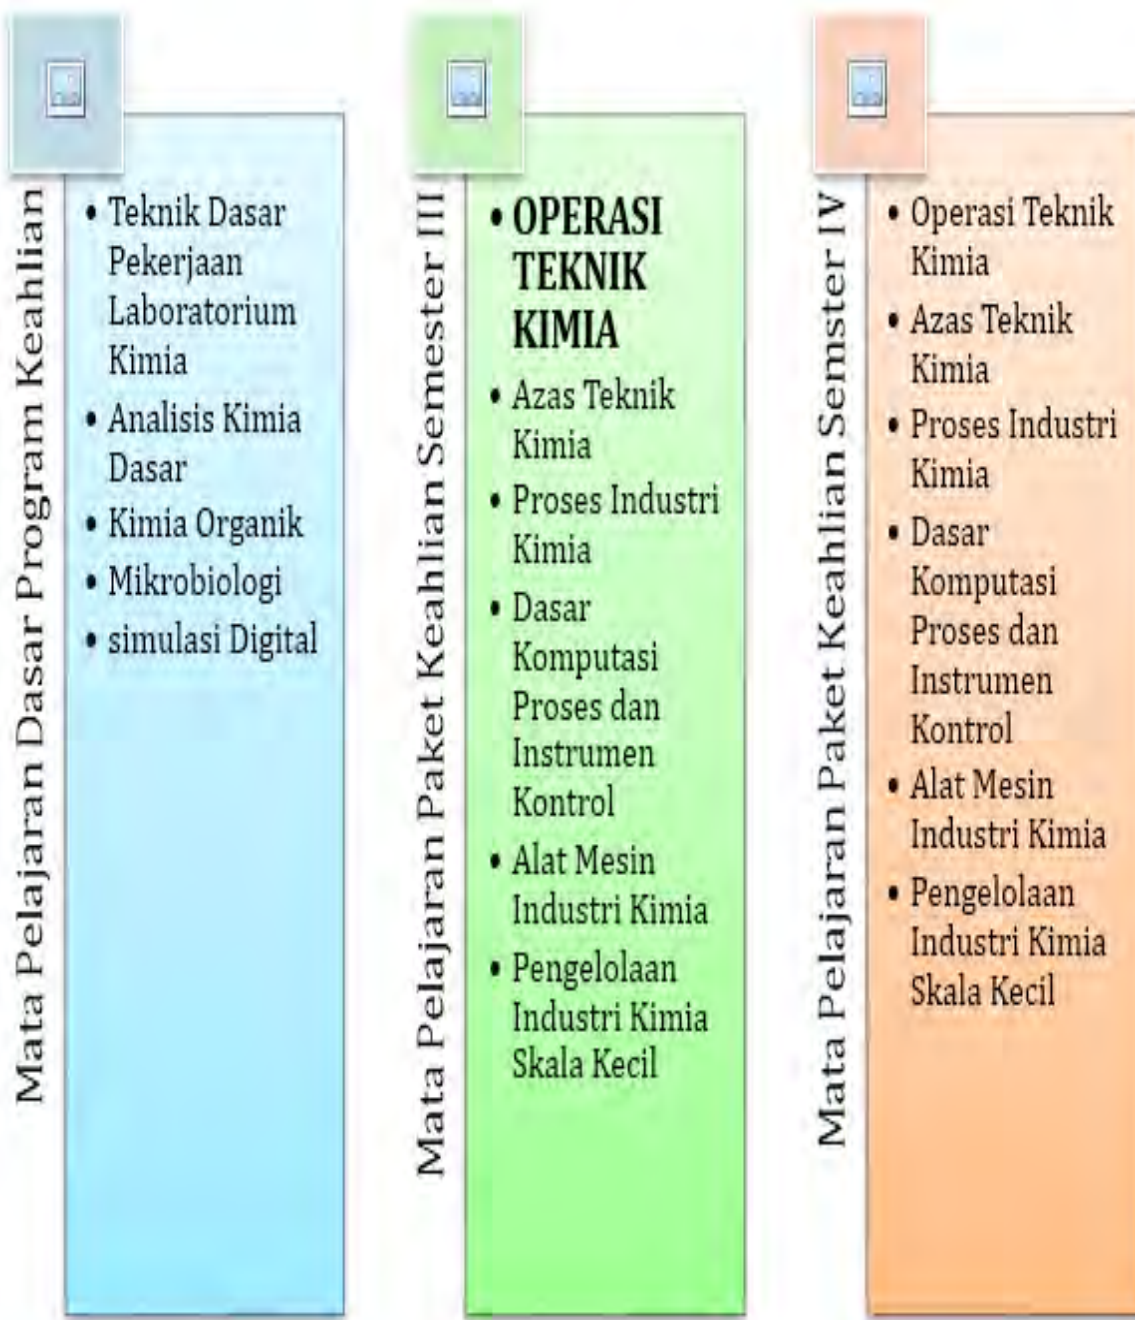 Mata Pelajaran Dasar Program Keahlian
• Teknik Dasar
Pekerjaan
Laboratorium
Kimia
• Analisis Kimia
Dasar
• Kimia Organik
• Mikrobiologi
• simulasi Digital
Mata Pelajaran Paket Keahlian Semester III
• OPERASI
TEKNIK
KIMIA
• Azas Teknik
Kimia
• Proses Industri
Kimia
• Dasar
Komputasi
Proses dan
Instrumen
Kontrol
• Alat Mesin
Industri Kimia
• Pengelolaan
Industri Kimia
Skala Kecil
Mata Pelajaran Paket Keahlian Semster IV
• Operasi Teknik
Kimia
• Azas Teknik
Kimia
• Proses Industri
Kimia
• Dasar
Komputasi
Proses dan
Instrumen
Kontrol
• Alat Mesin
Industri Kimia
• Pengelolaan
Industri Kimia
Skala Kecil